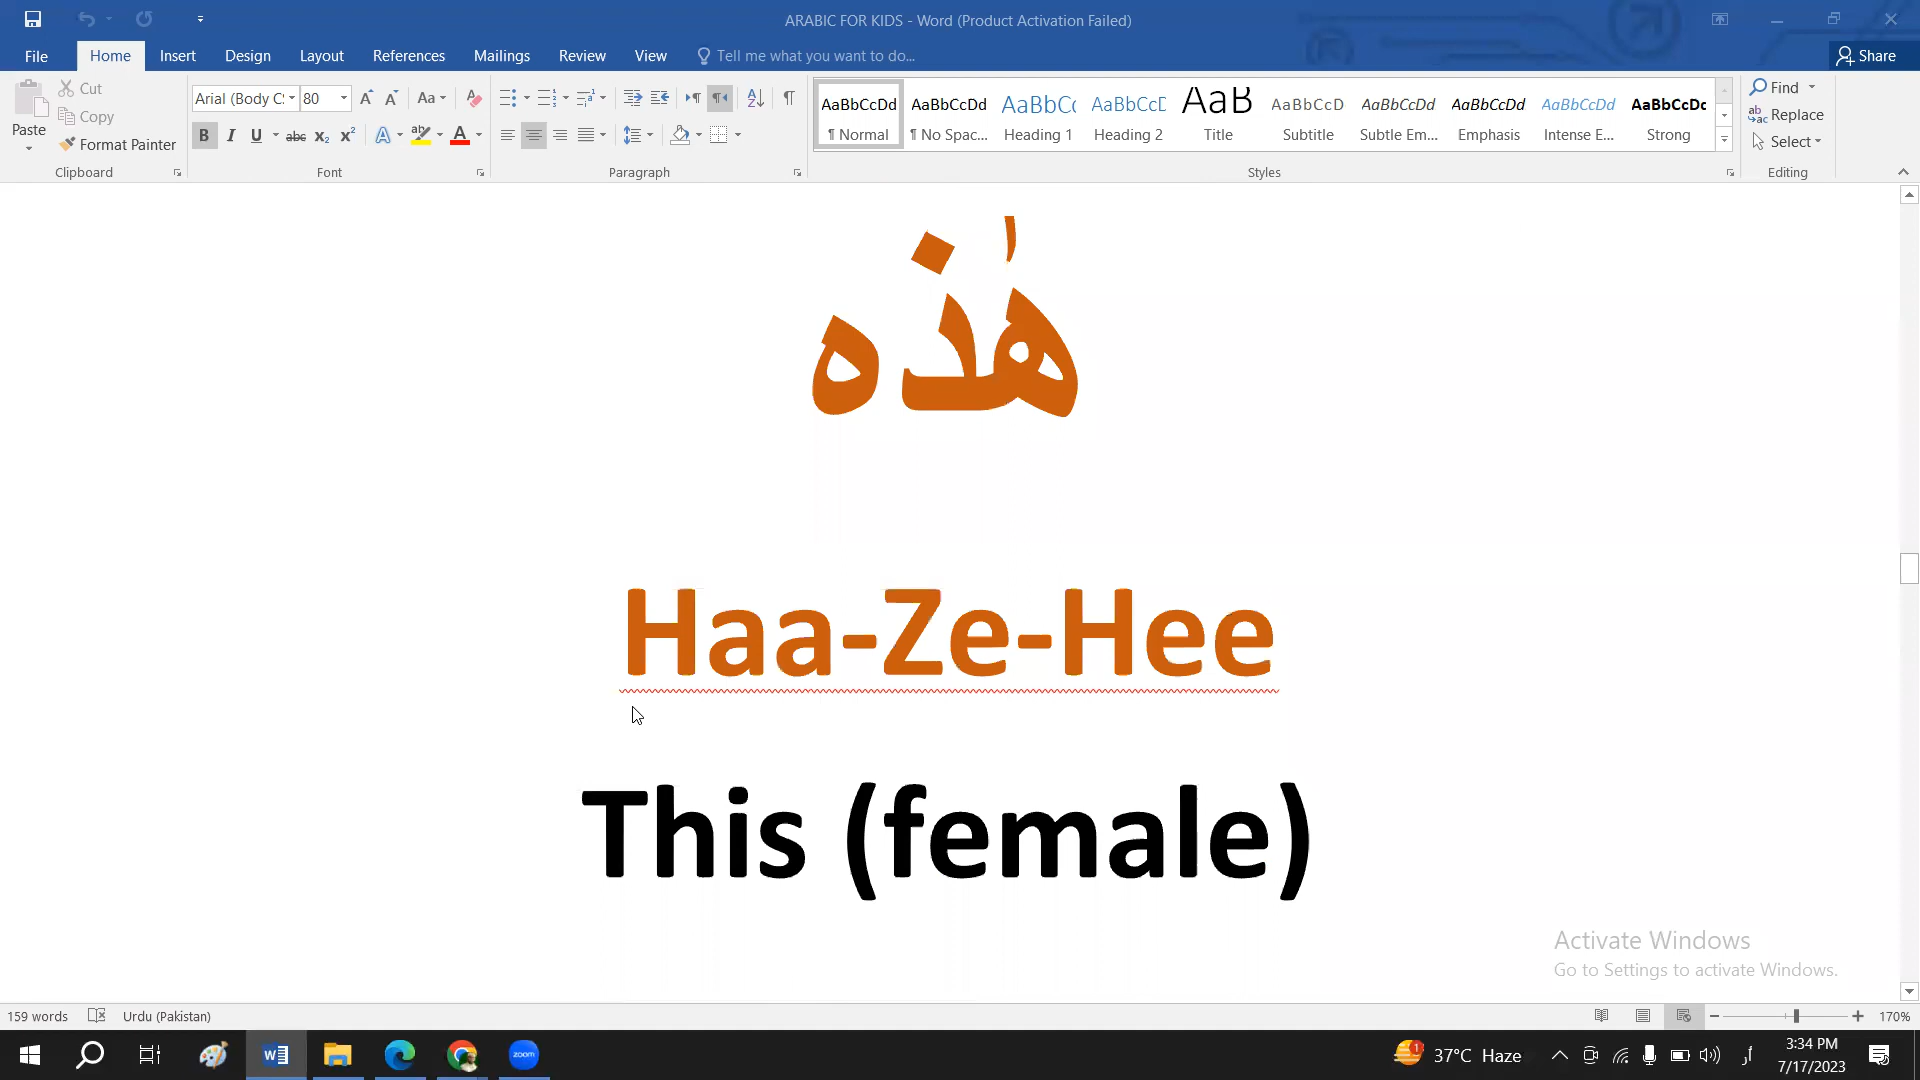 ARABIC FOR KIDS - Word (Product Activation Failed)
File Home Insert Design Layout References Mailings Review View Tell me what you want to do... Share
Paste
Cut
Copy
Format Painter
Clipboard
Arial (Body CS 80
Font
Paragraph
AaBbCcDd AaBbCcDd AaBbCc AaBbCcD AaB AaBbCcD AaBbCcDd AaBbCcDd AaBbCcDd AaBbCcDc
¶ Normal ¶ No Spac... Heading 1 Heading 2 Title Subtitle Subtle Em... Emphasis Intense E... Strong
Styles
Find
Replace
Select
Editing
هٰذه
Haa-Ze-Hee
This (female)
Activate Windows
Go to Settings to activate Windows.
159 words Urdu (Pakistan) 170%
zoom
37°C Haze
3:34 PM
7/17/2023